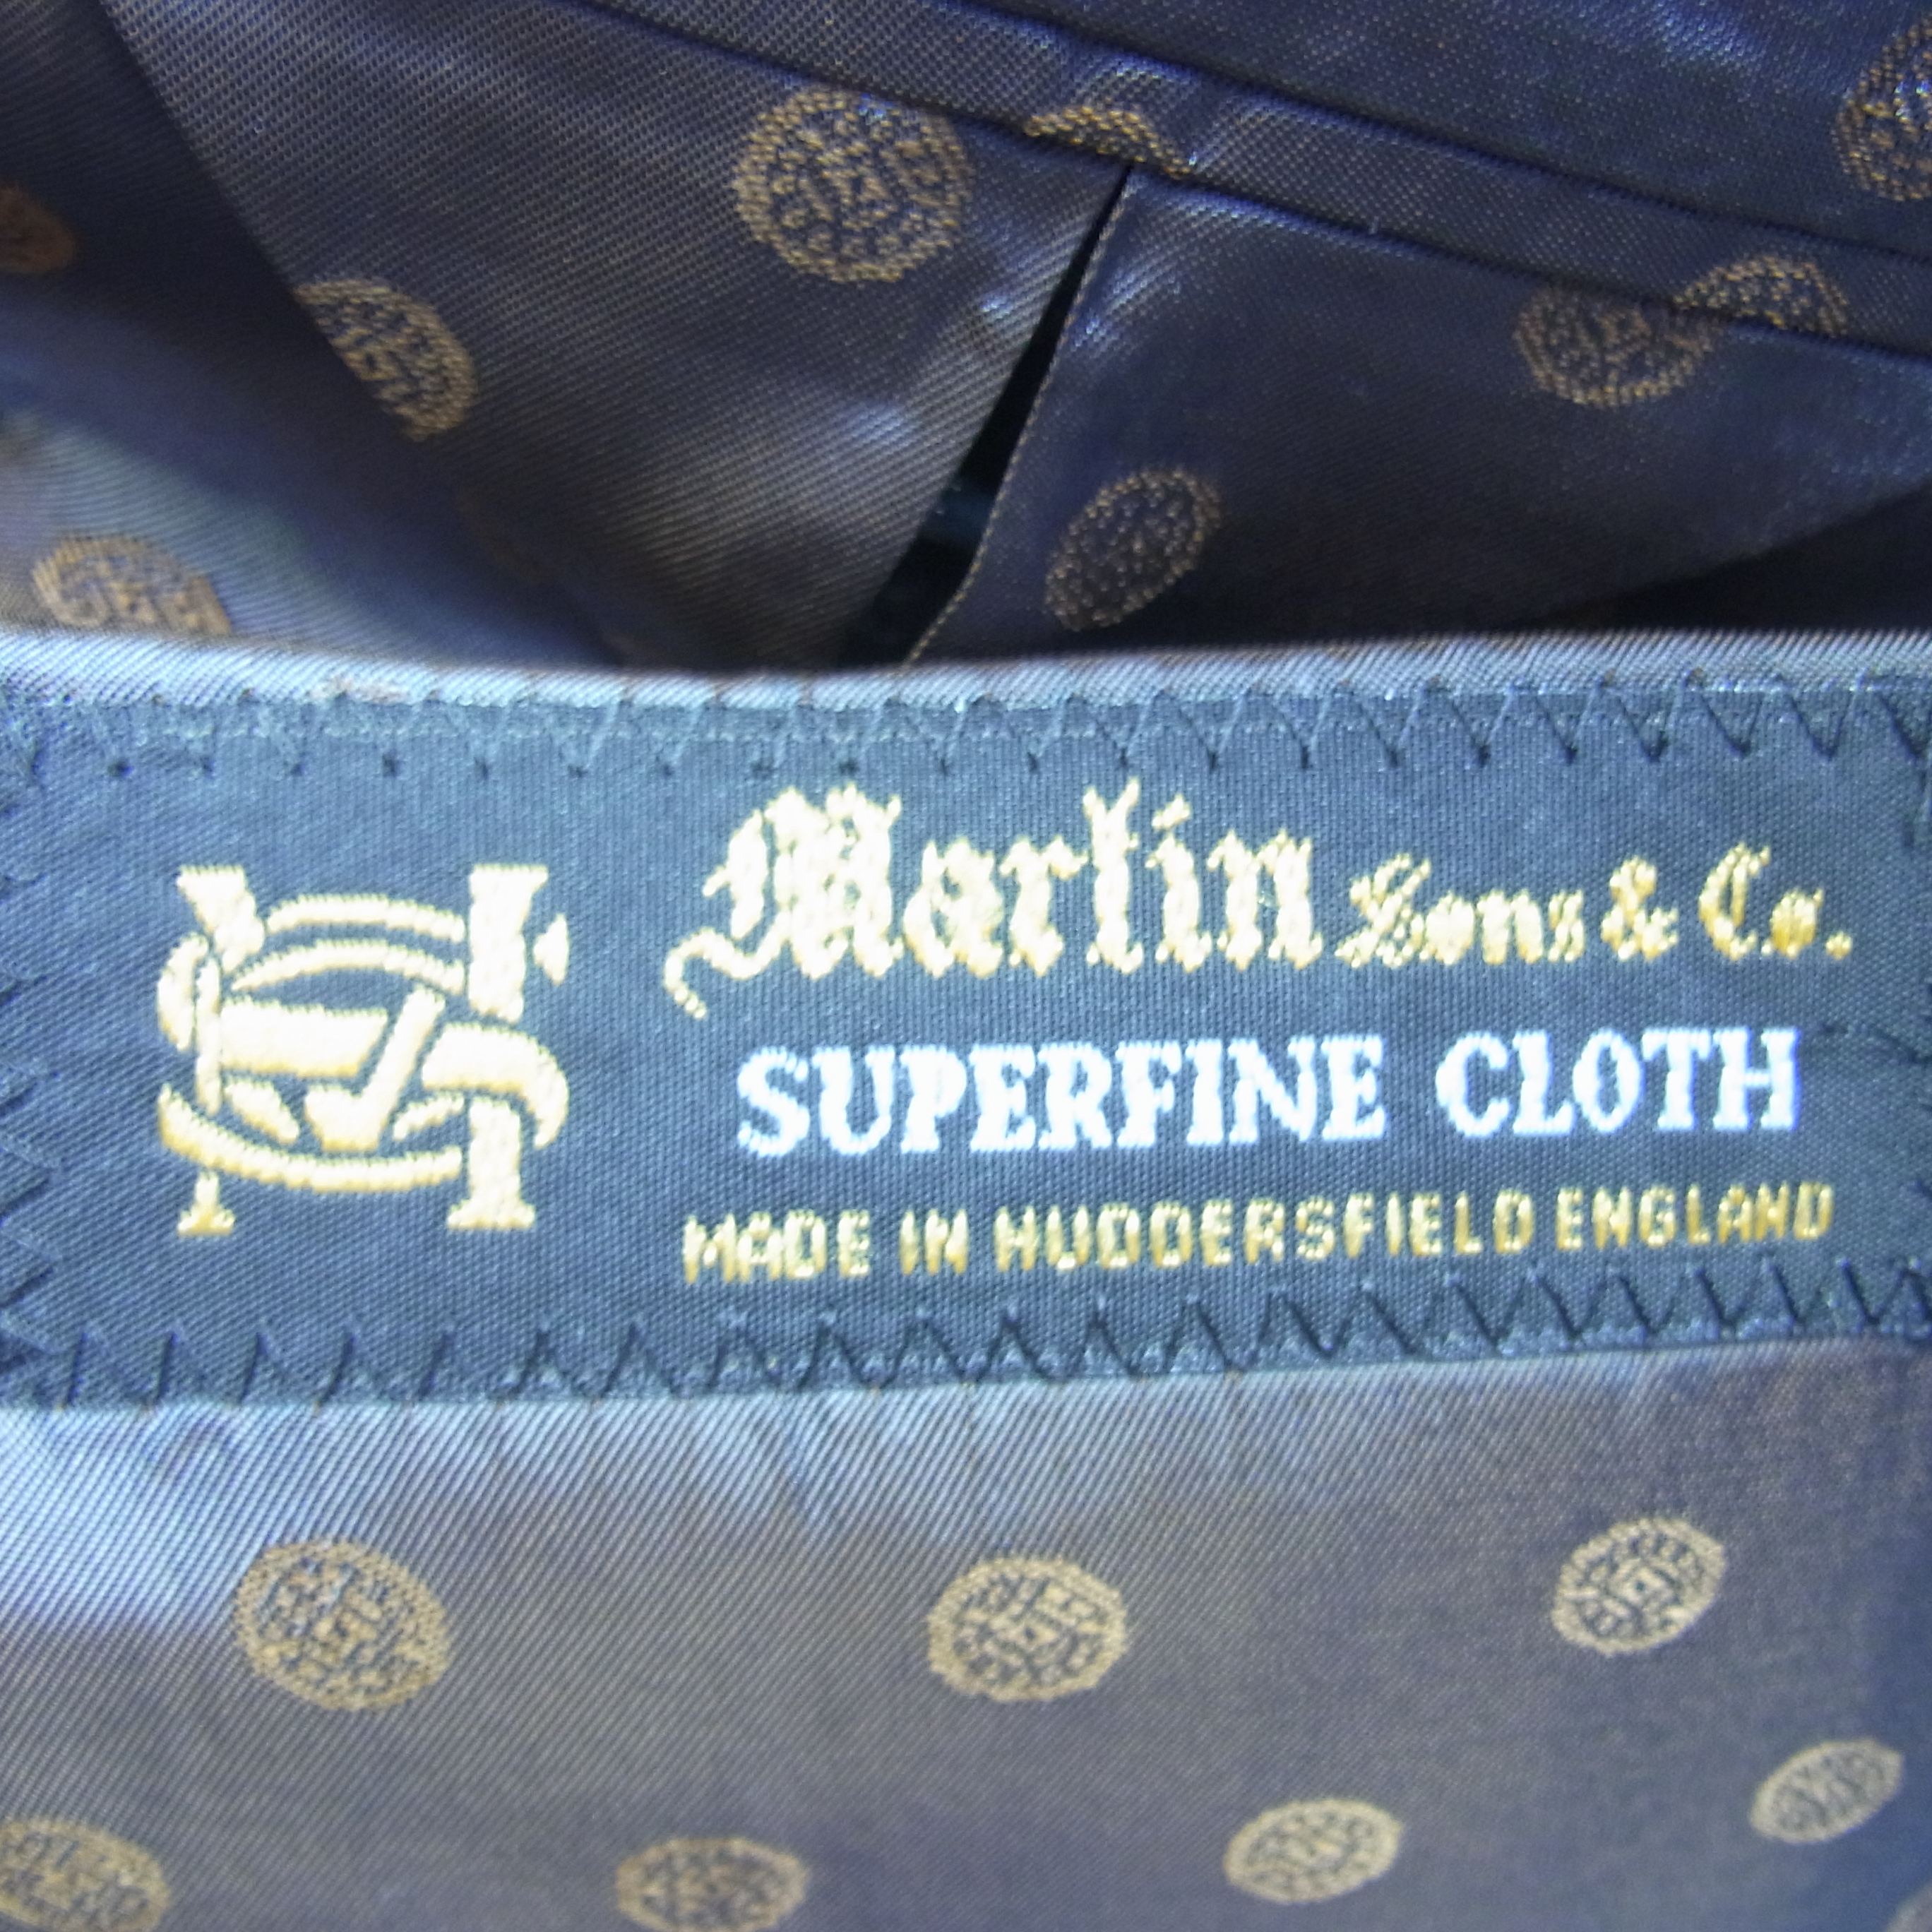 Martin Sons & Co.
SUPERFINE CLOTH
MADE IN HUDDERSFIELD ENGLAND